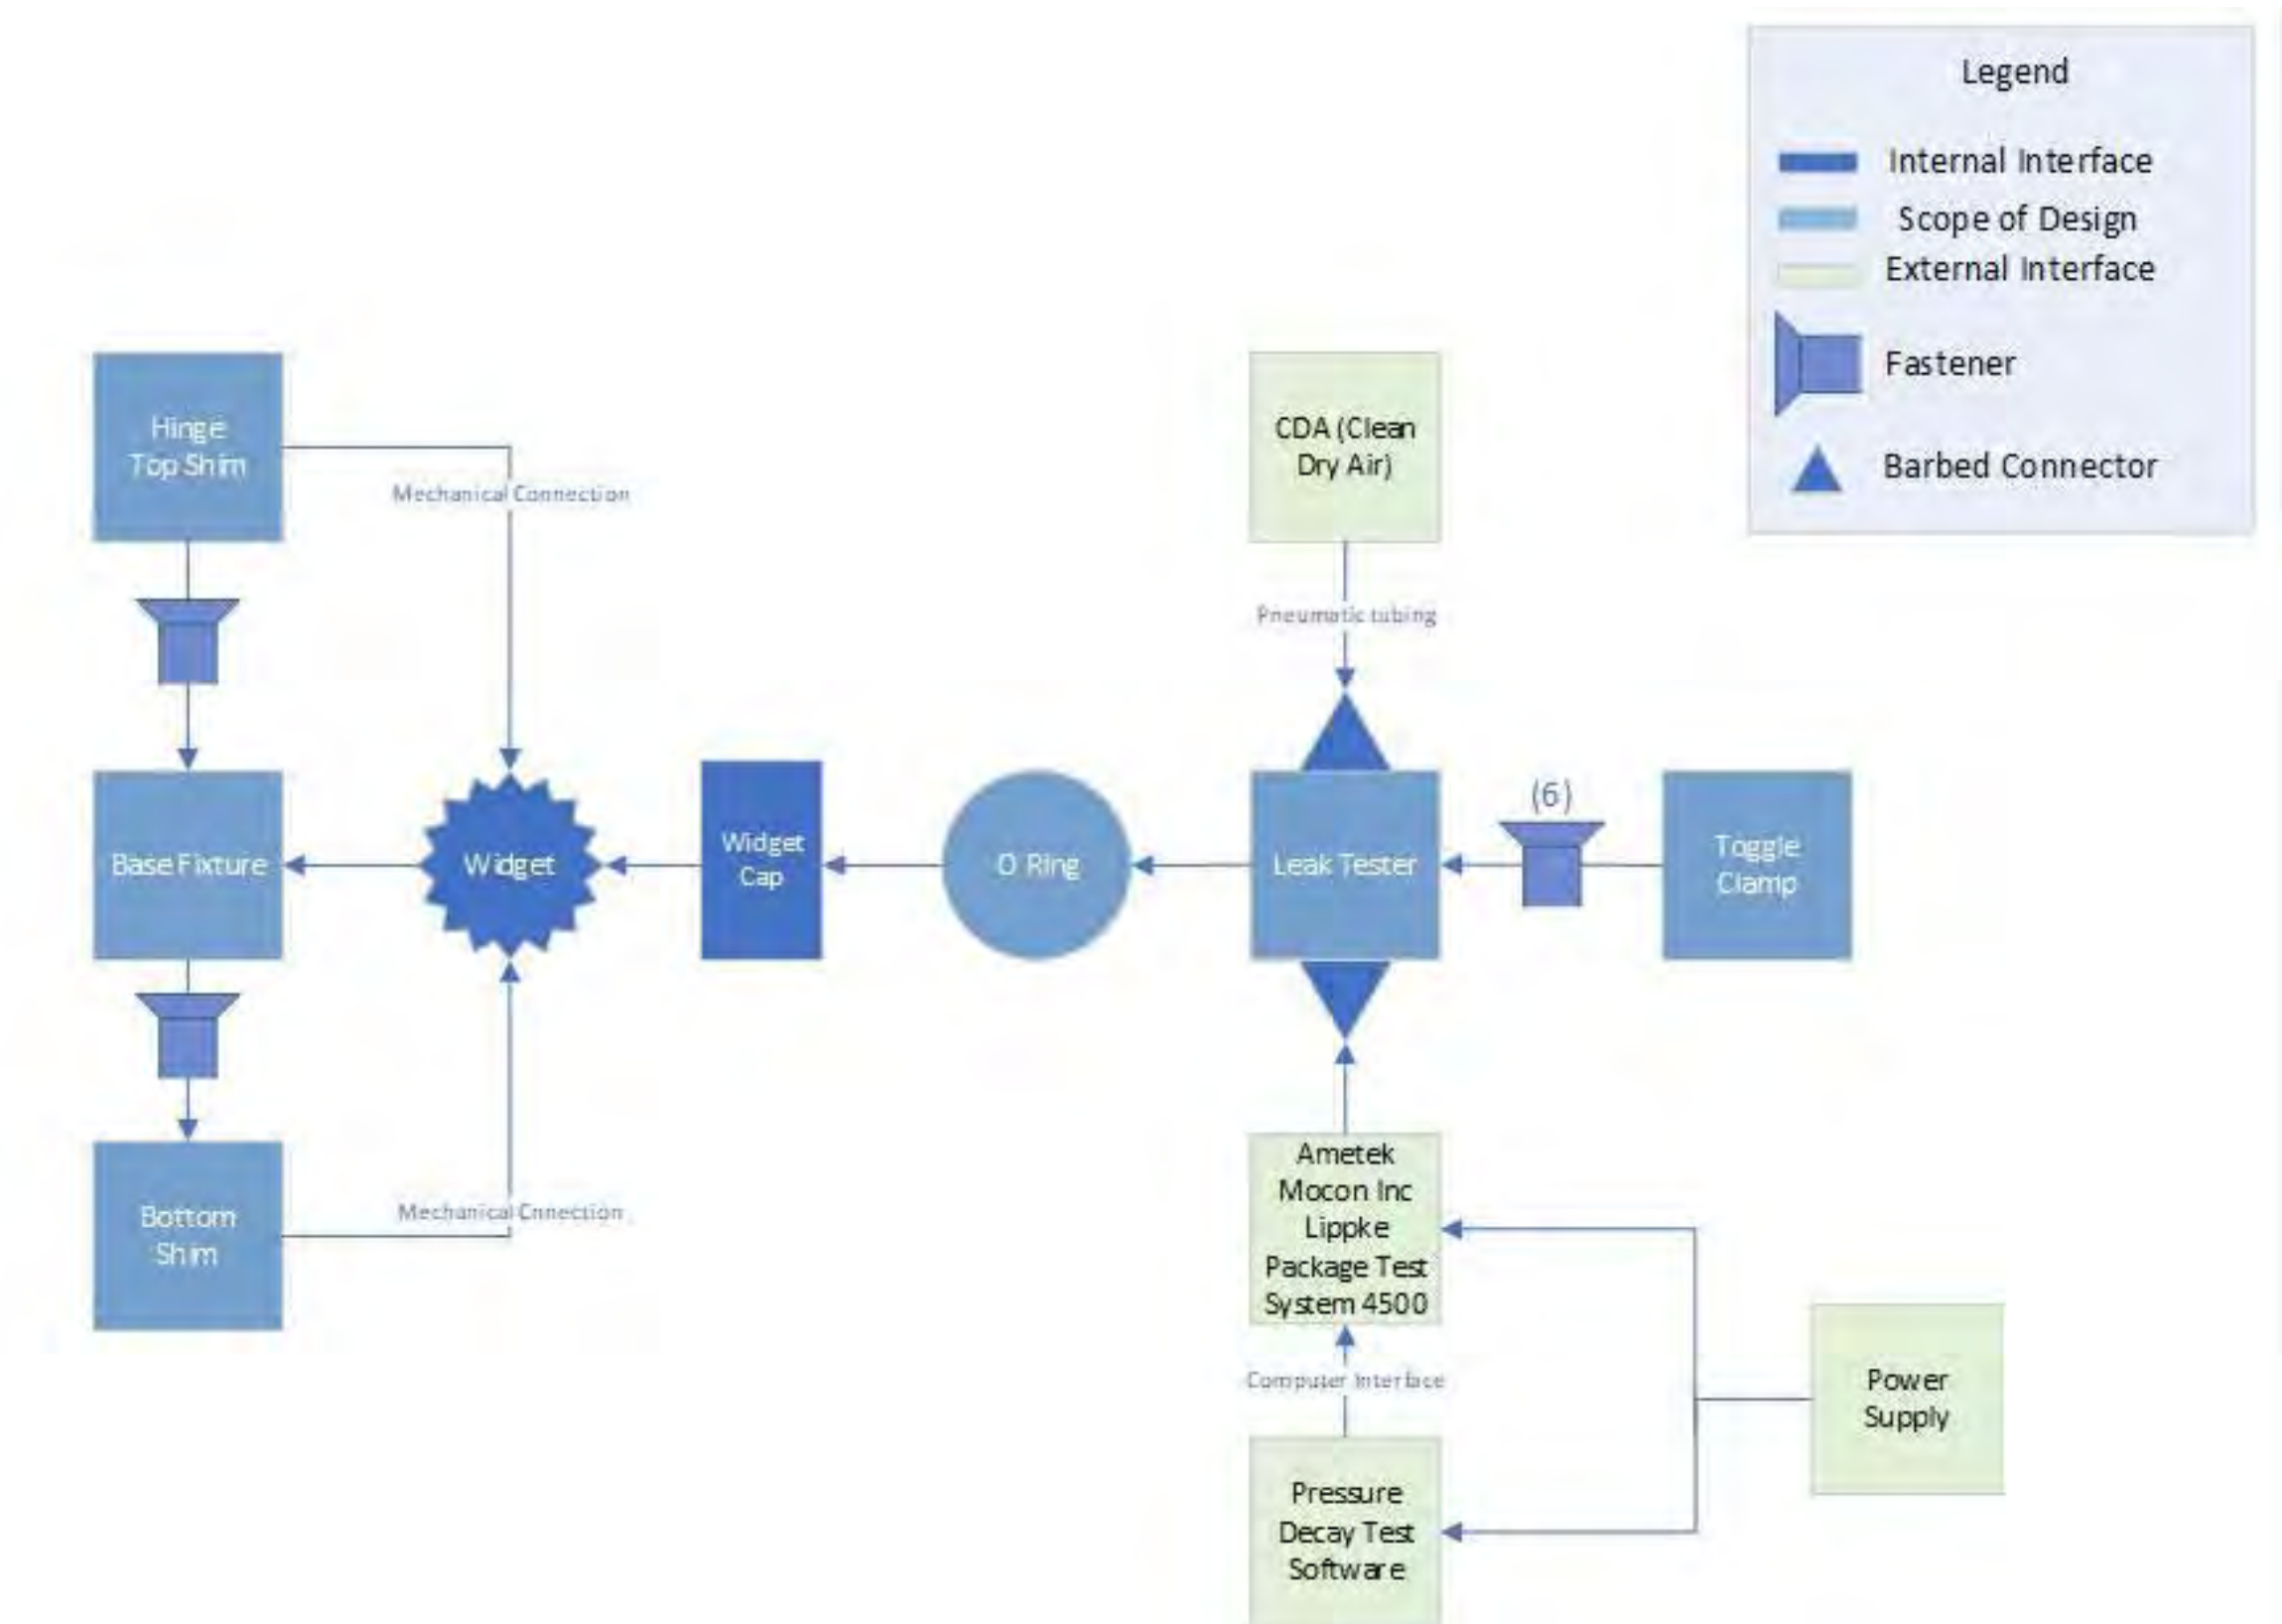 Legend
Internal Interface
Scope of Design
External Interface
Fastener
Barbed Connector
Hinge
Top Shim
Mechanical Connection
CDA (Clean
Dry Air)
Pneumatic tubing
Base Fixture
Widget
Widget
Cap
O Ring
Leak Tester
(6)
Toggle
Clamp
Bottom
Shim
Mechanical Cnnection
Ametek
Mocon Inc
Lippke
Package Test
System 4500
Computer Interface
Pressure
Decay Test
Software
Power
Supply